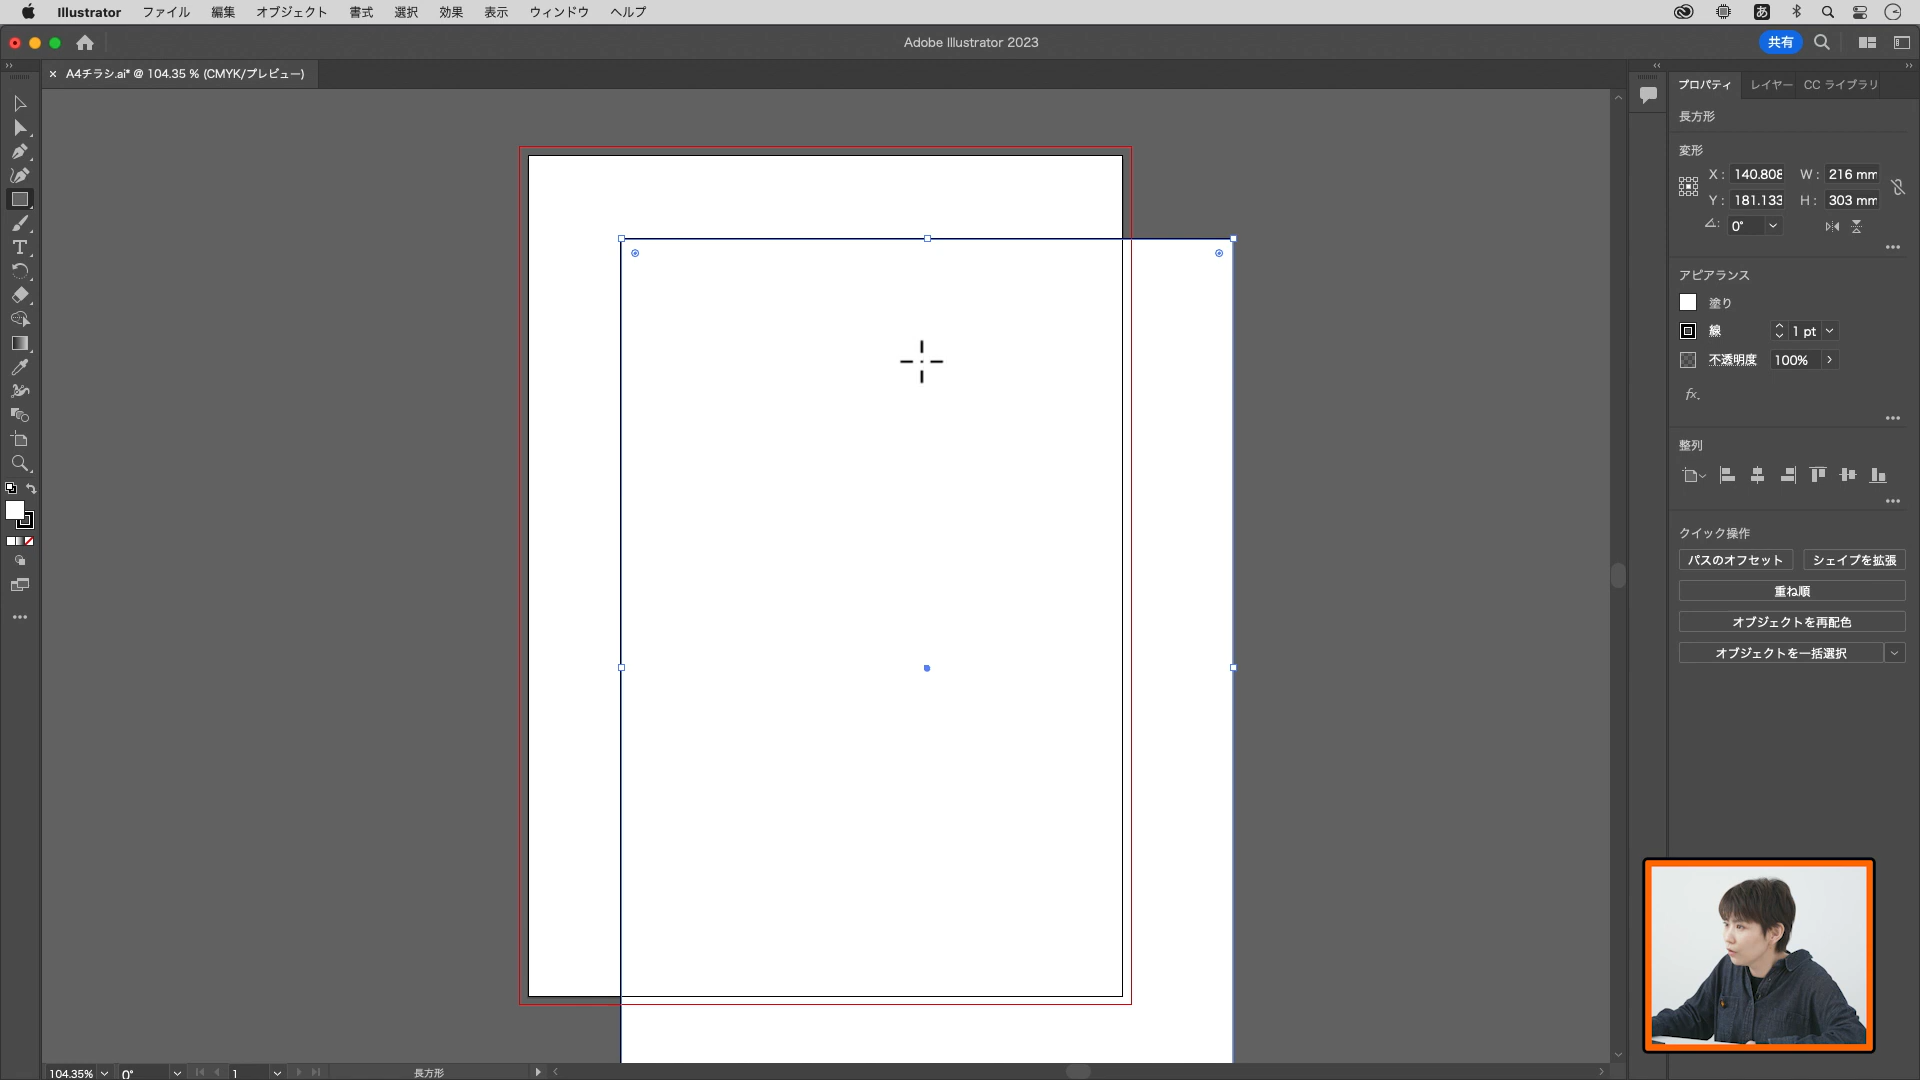 Illustrator ファイル 編集 オブジェクト 書式 選択 効果 表示 ウィンドウ ヘルプ あ
Adobe Illustrator 2023
共有
× A4チラシ.ai* @ 104.35 % (CMYK/プレビュー)
プロパティ レイヤー CC ライブラリ
長方形
変形
X : 140.808 W : 216 mm
Y : 181.133 H : 303 mm
0°
アピアランス
塗り
線 1 pt
不透明度 100%
fx.
整列
クイック操作
パスのオフセット シェイプを拡張
重ね順
オブジェクトを再配色
オブジェクトを一括選択
104.35% 0° 1 長方形